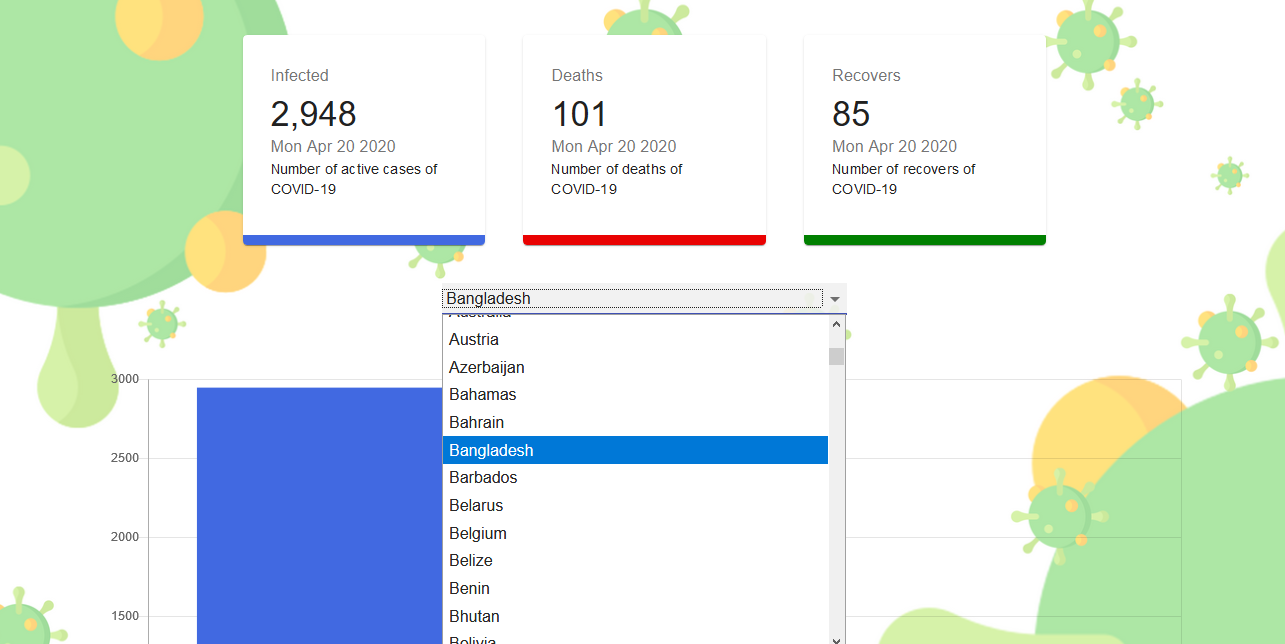 Infected
2,948
Mon Apr 20 2020
Number of active cases of
COVID-19
Deaths
101
Mon Apr 20 2020
Number of deaths of
COVID-19
Recovers
85
Mon Apr 20 2020
Number of recovers of
COVID-19
Bangladesh
Australia
Austria
Azerbaijan
Bahamas
Bahrain
Bangladesh
Barbados
Belarus
Belgium
Belize
Benin
Bhutan
Bolivia
3000
2500
2000
1500